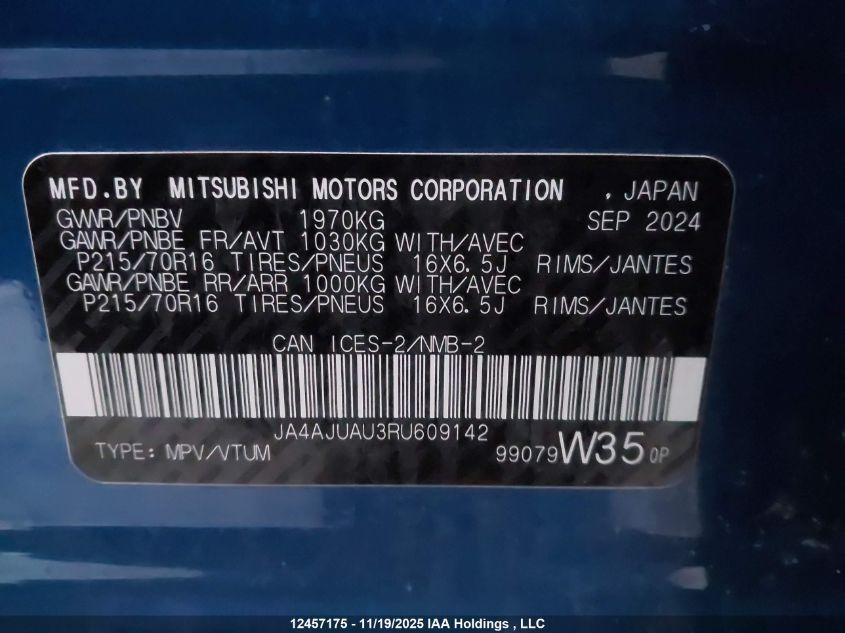 MFD.BY MITSUBISHI MOTORS CORPORATION , JAPAN
GVWR/PNBV 1970KG SEP 2024
GAWR/PNBE FR/AVT 1030KG WITH/AVEC
P215/70R16 TIRES/PNEUS 16X6.5J RIMS/JANTES
GAWR/PNBE RR/ARR 1000KG WITH/AVEC
P215/70R16 TIRES/PNEUS 16X6.5J RIMS/JANTES
CAN ICES-2/NMB-2
JA4AJUAU3RU609142
TYPE: MPV/VTUM 99079W35 0P
12457175 - 11/19/2025 IAA Holdings , LLC